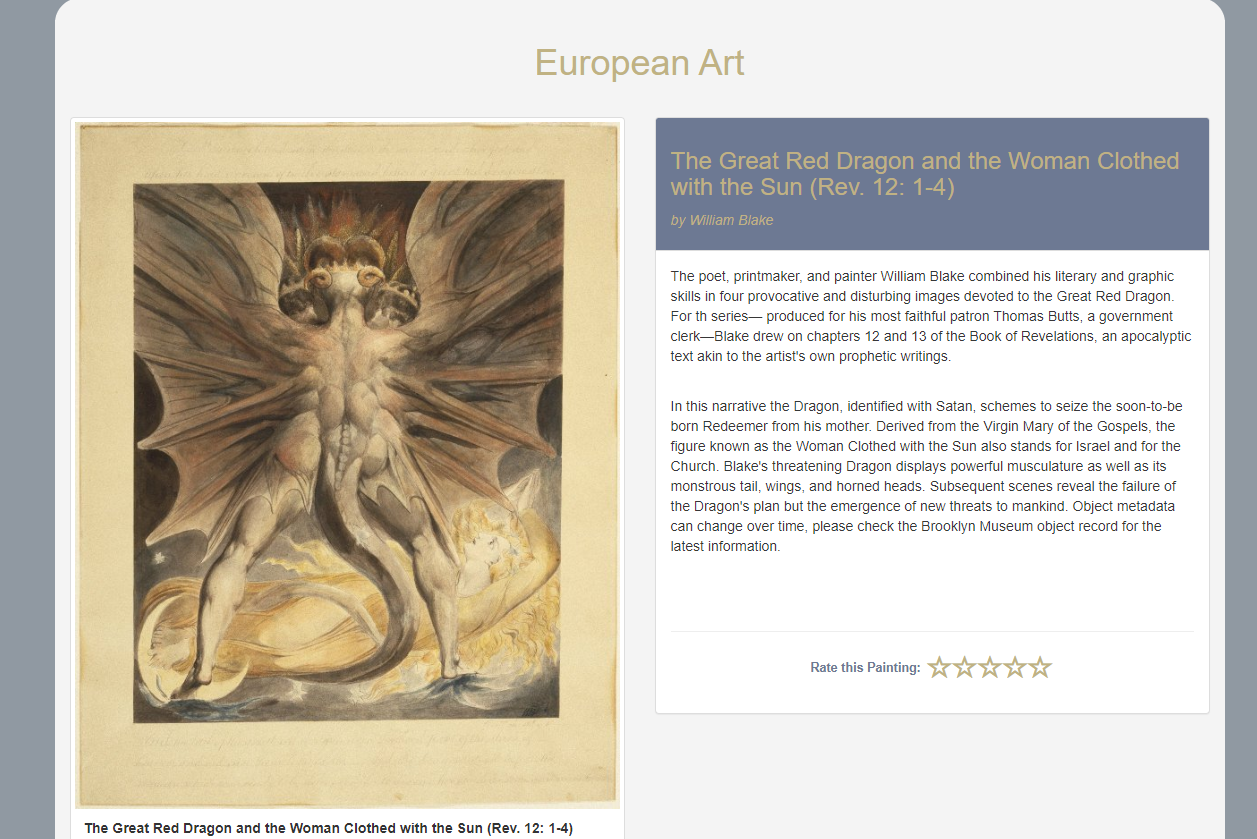 European Art
The Great Red Dragon and the Woman Clothed
with the Sun (Rev. 12: 1-4)
by William Blake
The poet, printmaker, and painter William Blake combined his literary and graphic
skills in four provocative and disturbing images devoted to the Great Red Dragon.
For th series— produced for his most faithful patron Thomas Butts, a government
clerk—Blake drew on chapters 12 and 13 of the Book of Revelations, an apocalyptic
text akin to the artist's own prophetic writings.
In this narrative the Dragon, identified with Satan, schemes to seize the soon-to-be
born Redeemer from his mother. Derived from the Virgin Mary of the Gospels, the
figure known as the Woman Clothed with the Sun also stands for Israel and for the
Church. Blake's threatening Dragon displays powerful musculature as well as its
monstrous tail, wings, and horned heads. Subsequent scenes reveal the failure of
the Dragon's plan but the emergence of new threats to mankind. Object metadata
can change over time, please check the Brooklyn Museum object record for the
latest information.
Rate this Painting:
The Great Red Dragon and the Woman Clothed with the Sun (Rev. 12: 1-4)